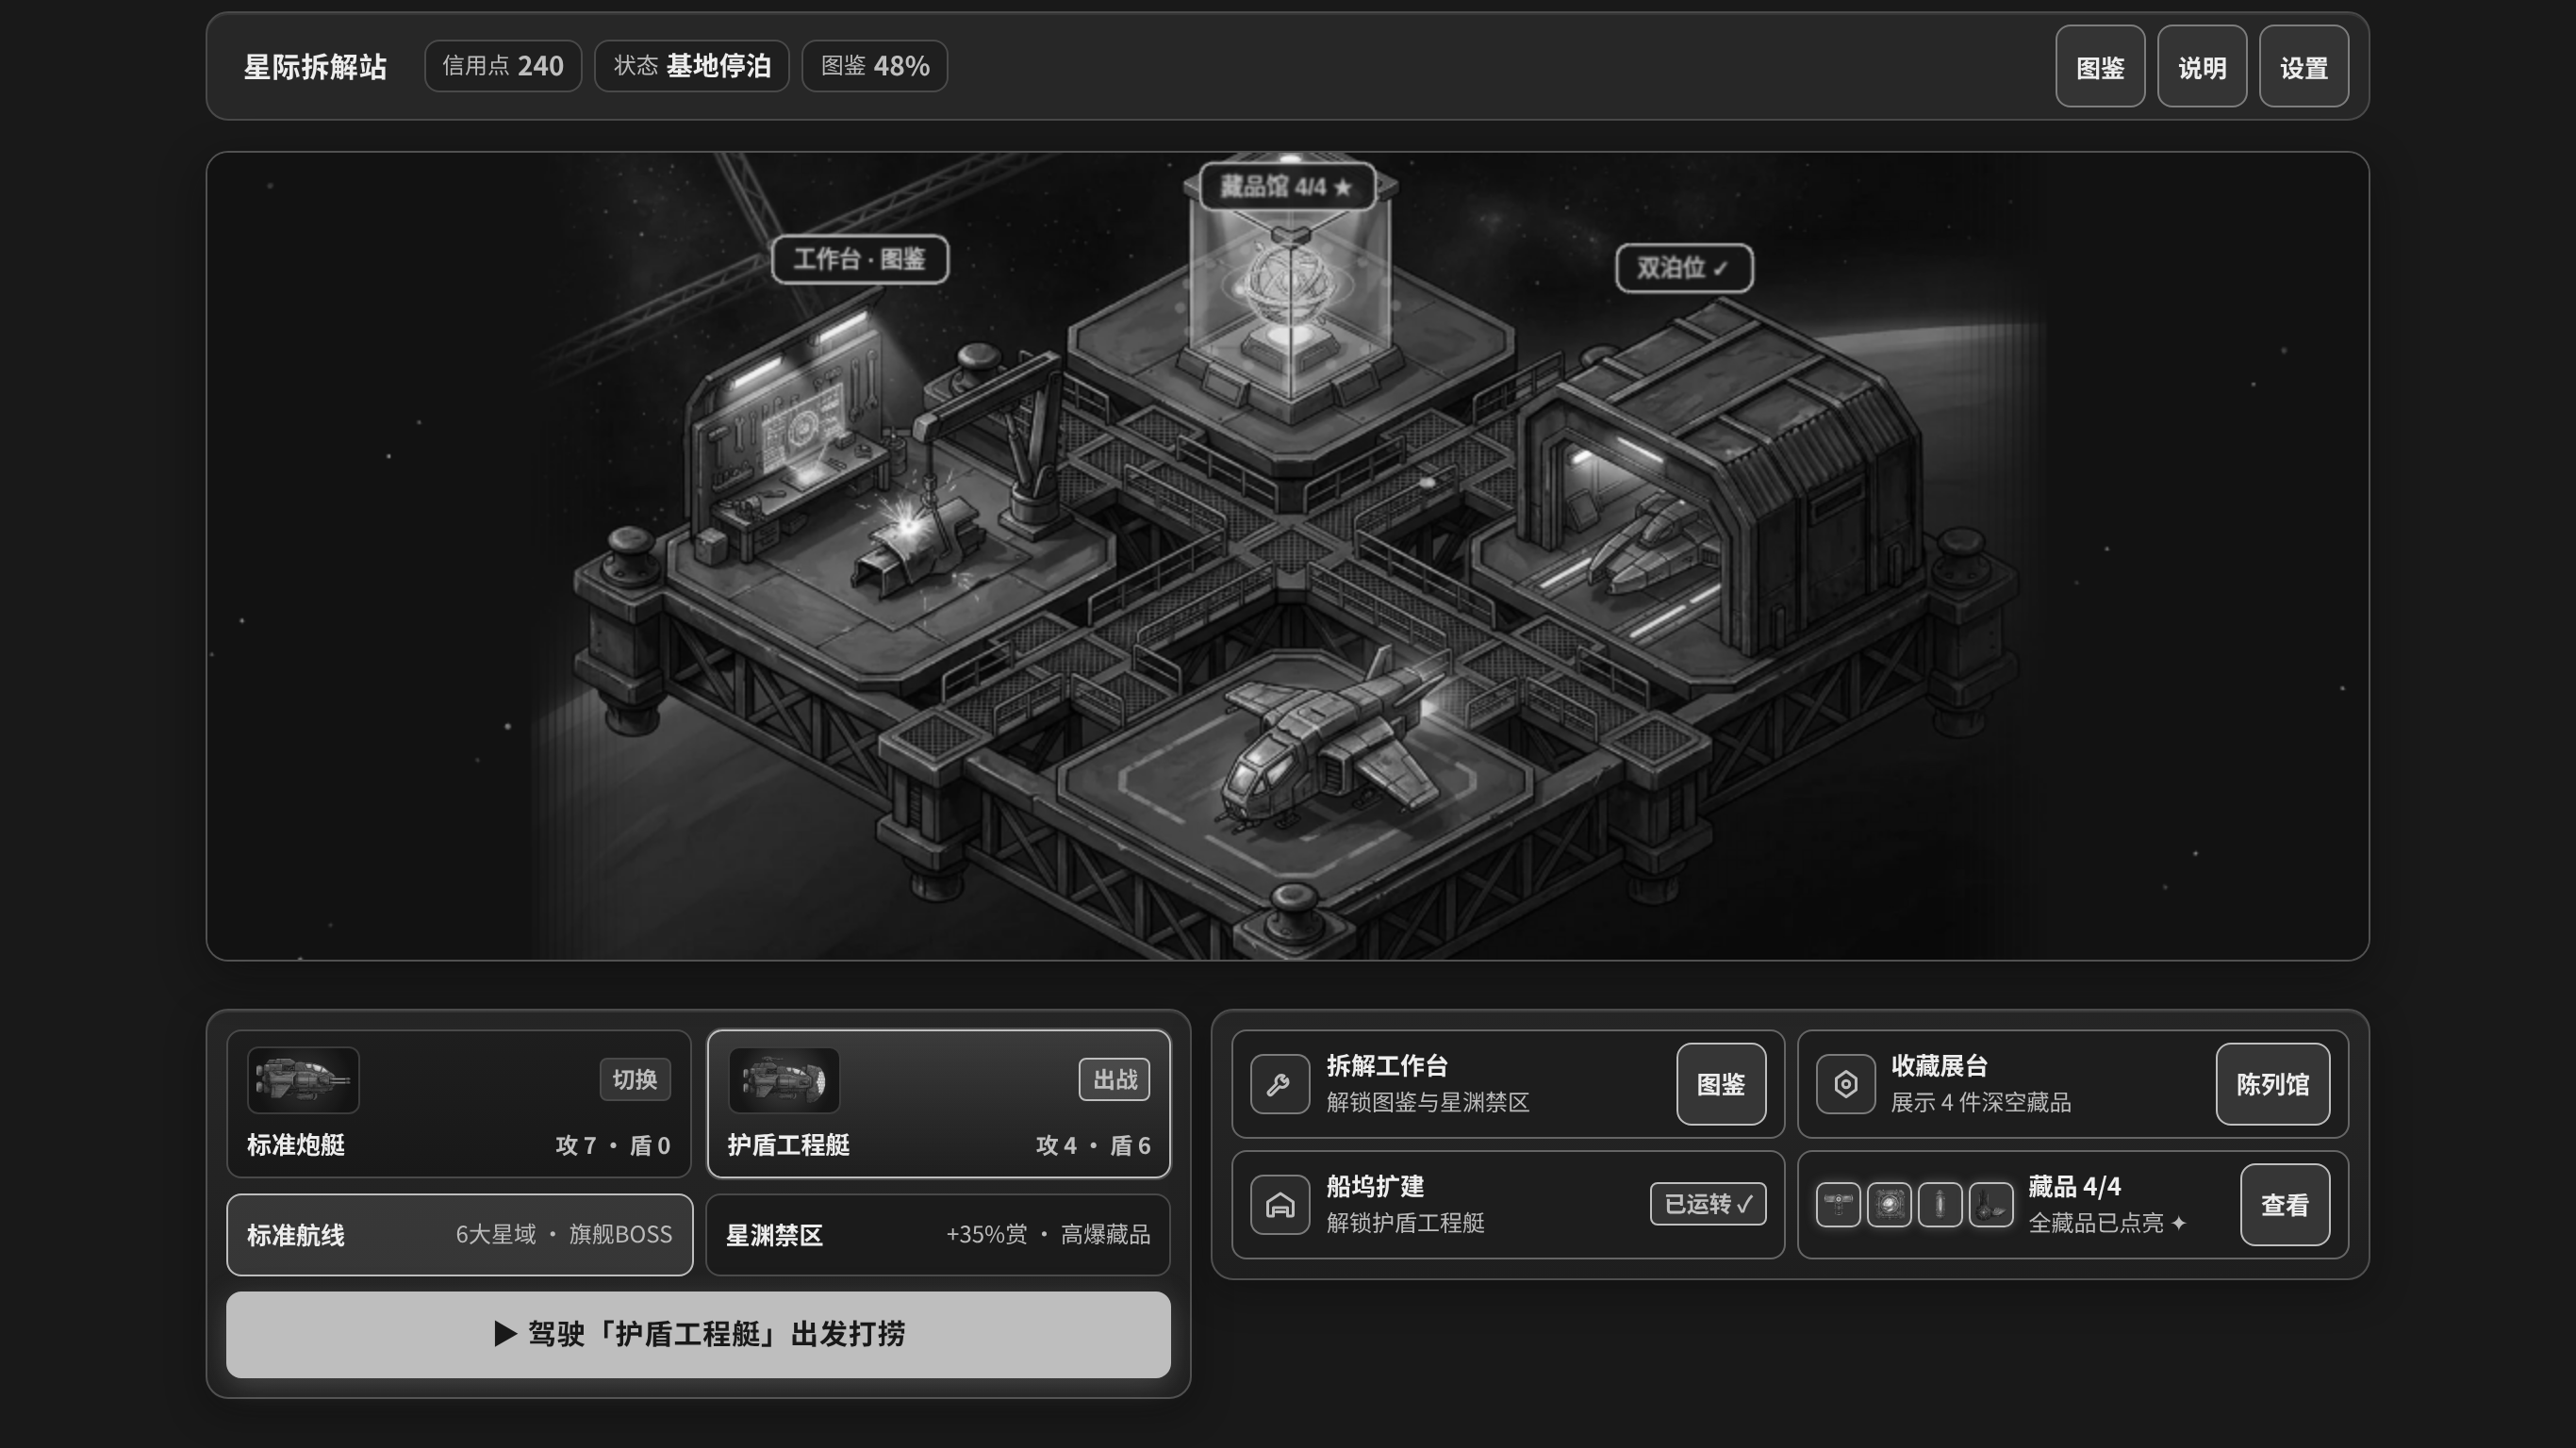 星际拆解站
信用点 240
状态 基地停泊
图鉴 48%
图鉴
说明
设置
藏品馆 4/4 ★
工作台 · 图鉴
双泊位 ✓
切换
标准炮艇
攻 7 · 盾 0
出战
护盾工程艇
攻 4 · 盾 6
标准航线
6大星域 · 旗舰BOSS
星渊禁区
+35%赏 · 高爆藏品
▶ 驾驶「护盾工程艇」出发打捞
拆解工作台
解锁图鉴与星渊禁区
图鉴
收藏展台
展示 4 件深空藏品
陈列馆
船坞扩建
解锁护盾工程艇
已运转 ✓
藏品 4/4
全藏品已点亮 ✦
查看